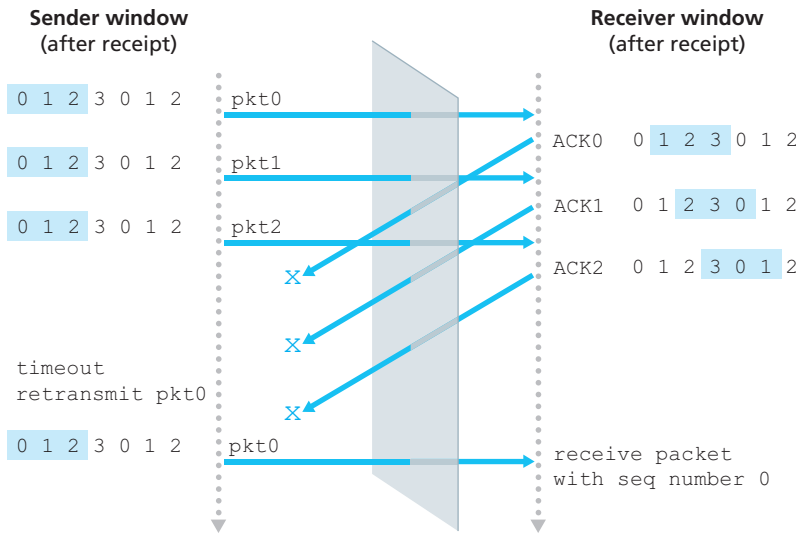 Sender window
(after receipt)
Receiver window
(after receipt)
0 1 2 3 0 1 2
pkt0
ACK0 0 1 2 3 0 1 2
0 1 2 3 0 1 2
pkt1
ACK1 0 1 2 3 0 1 2
0 1 2 3 0 1 2
pkt2
ACK2 0 1 2 3 0 1 2
x
x
timeout
retransmit pkt0
x
0 1 2 3 0 1 2
pkt0
receive packet
with seq number 0